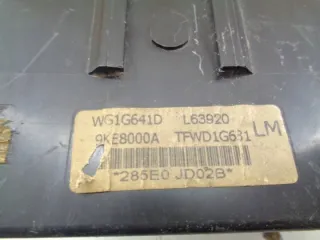 WG1G641D L63920
9KE8000A TFWD1G631 LM
*285E0 JD02B*